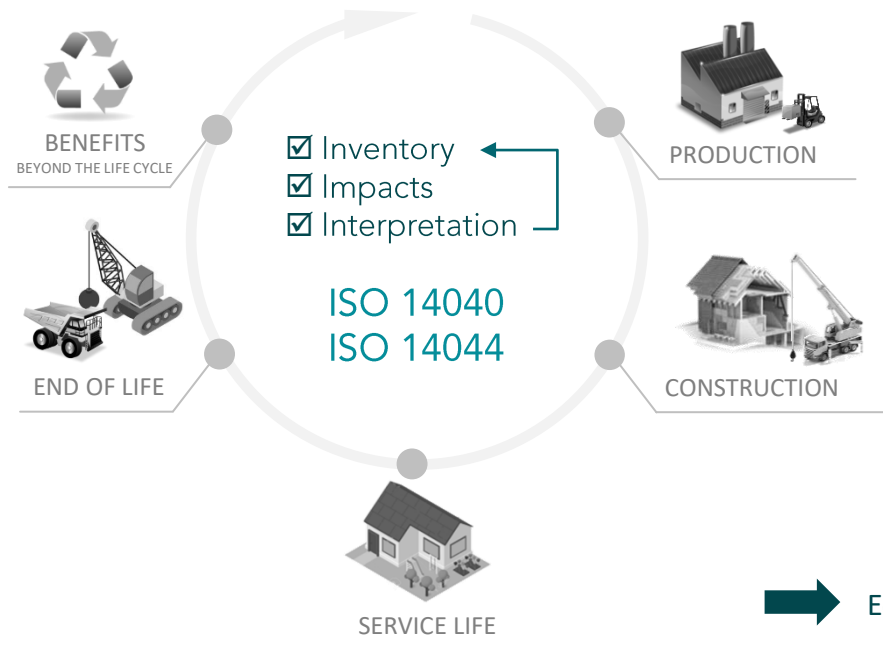 BENEFITS
BEYOND THE LIFE CYCLE
PRODUCTION
Inventory
Impacts
Interpretation
ISO 14040
ISO 14044
END OF LIFE
CONSTRUCTION
SERVICE LIFE
E